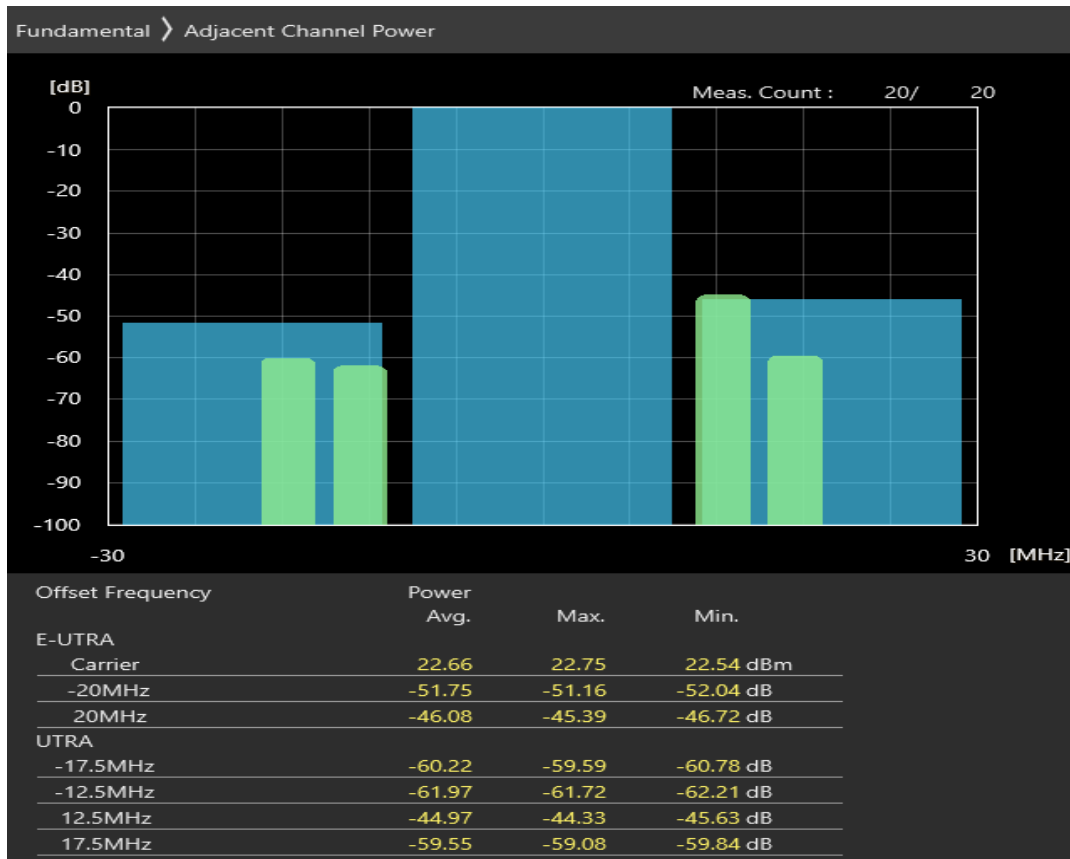 Fundamental ❯ Adjacent Channel Power
[dB]
Meas. Count : 20/ 20
0
-10
-20
-30
-40
-50
-60
-70
-80
-90
-100
-30 30 [MHz]
Offset Frequency Power
Avg. Max. Min.
E-UTRA
Carrier 22.66 22.75 22.54 dBm
-20MHz -51.75 -51.16 -52.04 dB
20MHz -46.08 -45.39 -46.72 dB
UTRA
-17.5MHz -60.22 -59.59 -60.78 dB
-12.5MHz -61.97 -61.72 -62.21 dB
12.5MHz -44.97 -44.33 -45.63 dB
17.5MHz -59.55 -59.08 -59.84 dB